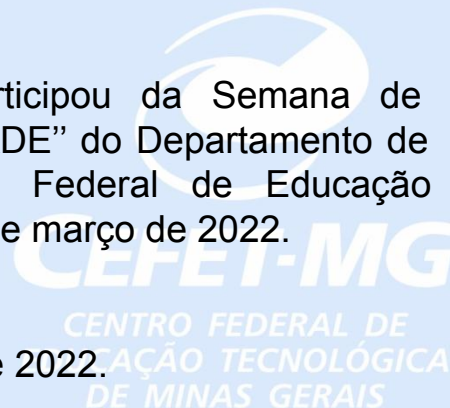 rticipou da Semana de
DE’’ do Departamento de
Federal de Educação
e março de 2022.
CEFET-MG
CENTRO FEDERAL DE
EDUCAÇÃO TECNOLÓGICA
DE MINAS GERAIS
e 2022.